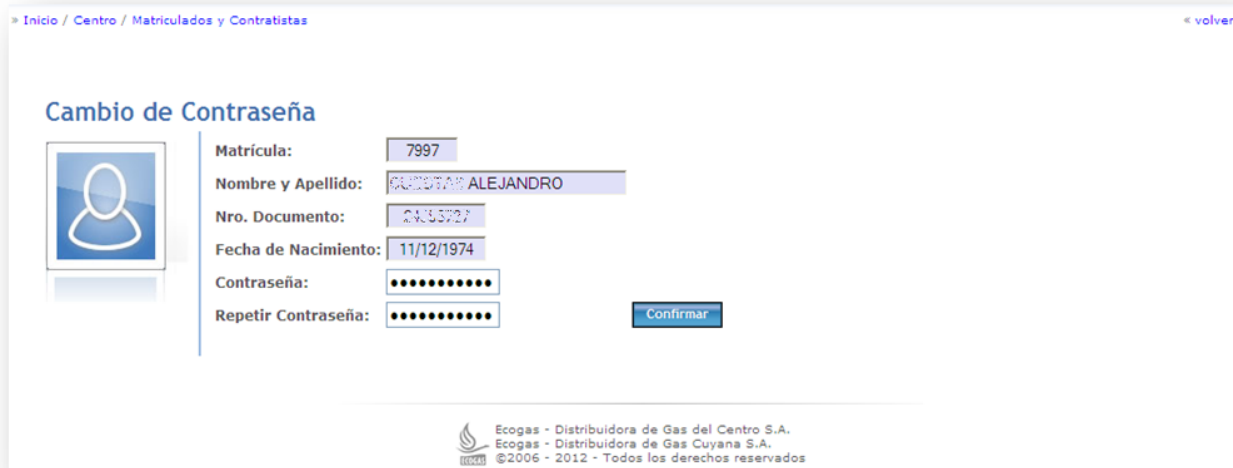 » Inicio / Centro / Matriculados y Contratistas
« volver
Cambio de Contraseña
Matrícula: 7997
Nombre y Apellido: ALEJANDRO
Nro. Documento:
Fecha de Nacimiento: 11/12/1974
Contraseña: •••••••••••
Repetir Contraseña: ••••••••••• Confirmar
Ecogas - Distribuidora de Gas del Centro S.A.
Ecogas - Distribuidora de Gas Cuyana S.A.
ECOGAS ©2006 - 2012 - Todos los derechos reservados